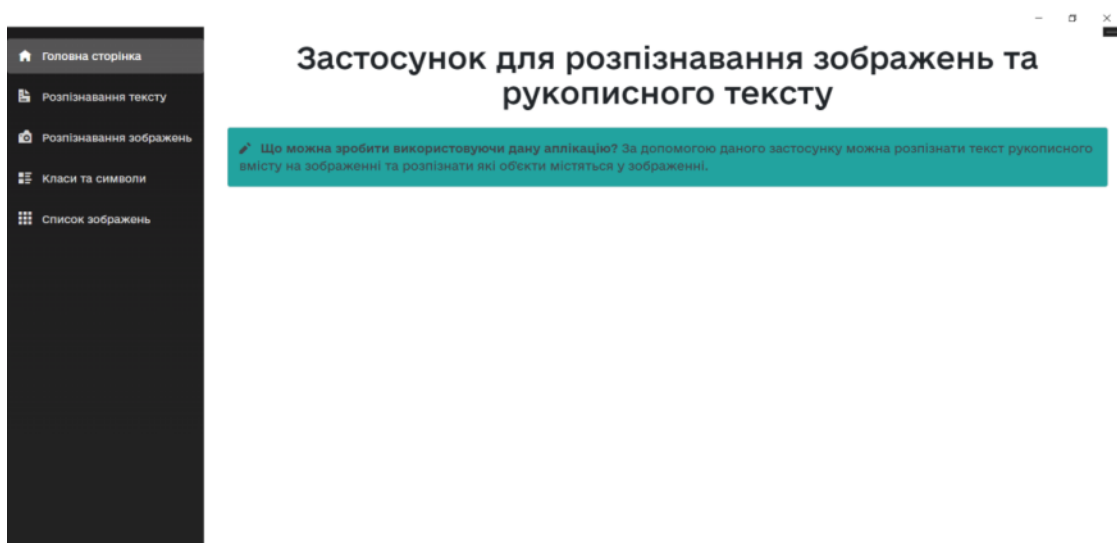 Головна сторінка
Розпізнавання тексту
Розпізнавання зображень
Класи та символи
Список зображень
Застосунок для розпізнавання зображень та
рукописного тексту
Що можна зробити використовуючи дану аплікацію? За допомогою даного застосунку можна розпізнати текст рукописного
вмісту на зображенні та розпізнати які об'єкти містяться у зображенні.